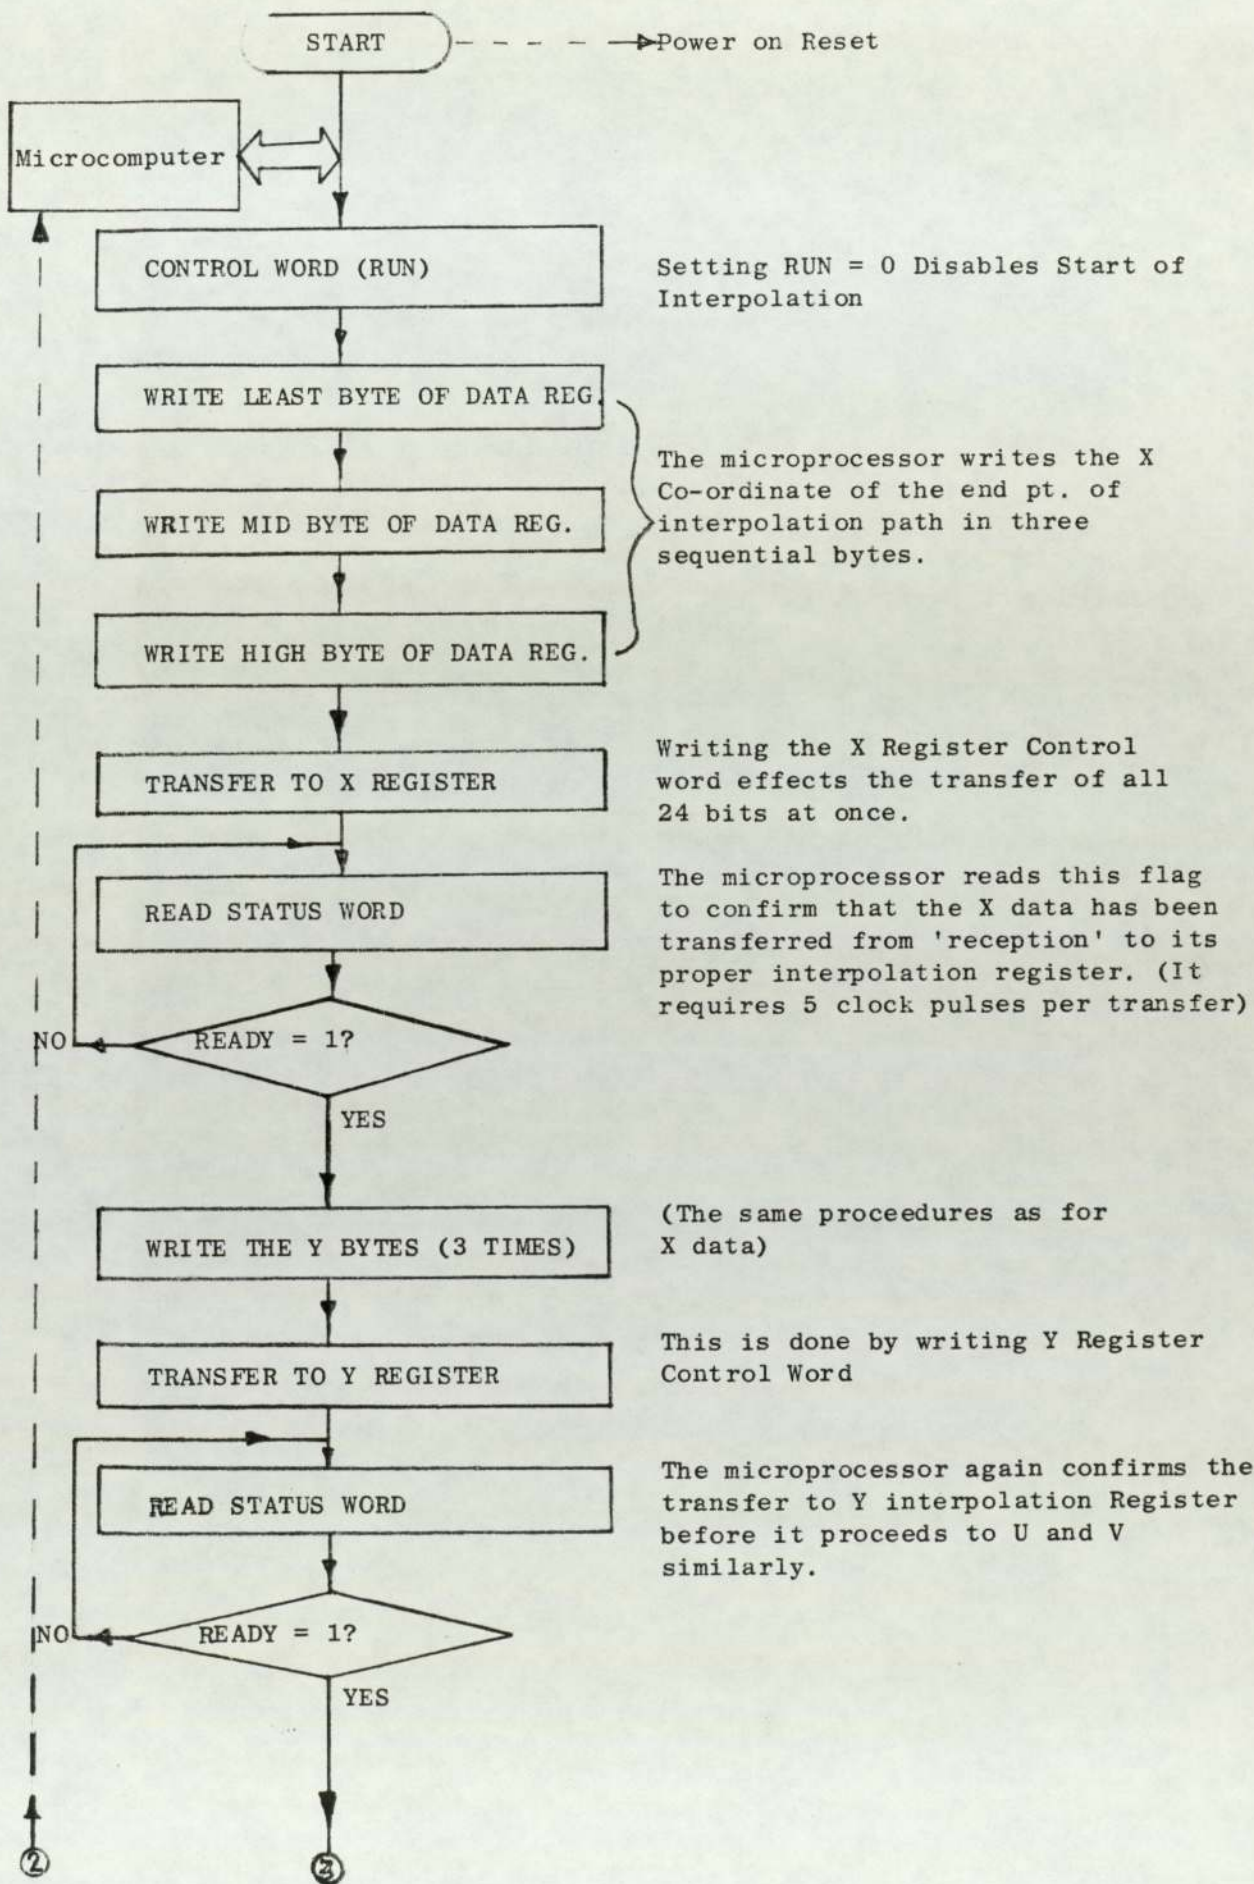 START
Power on Reset
Microcomputer
CONTROL WORD (RUN)
Setting RUN = 0 Disables Start of
Interpolation
WRITE LEAST BYTE OF DATA REG.
WRITE MID BYTE OF DATA REG.
The microprocessor writes the X
Co-ordinate of the end pt. of
interpolation path in three
sequential bytes.
WRITE HIGH BYTE OF DATA REG.
TRANSFER TO X REGISTER
Writing the X Register Control
word effects the transfer of all
24 bits at once.
READ STATUS WORD
The microprocessor reads this flag
to confirm that the X data has been
transferred from 'reception' to its
proper interpolation register. (It
requires 5 clock pulses per transfer)
NO
READY = 1?
YES
WRITE THE Y BYTES (3 TIMES)
(The same proceedures as for
X data)
TRANSFER TO Y REGISTER
This is done by writing Y Register
Control Word
READ STATUS WORD
The microprocessor again confirms the
transfer to Y interpolation Register
before it proceeds to U and V
similarly.
NO
READY = 1?
YES
2